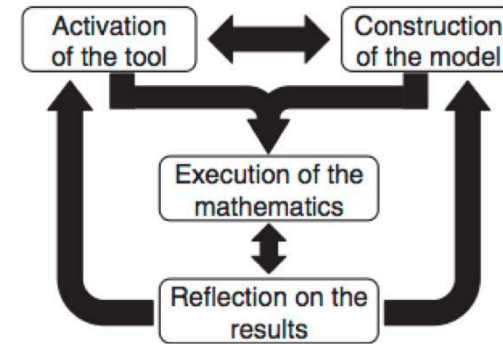 Activation
of the tool
Construction
of the model
Execution of the
mathematics
Reflection on the
results